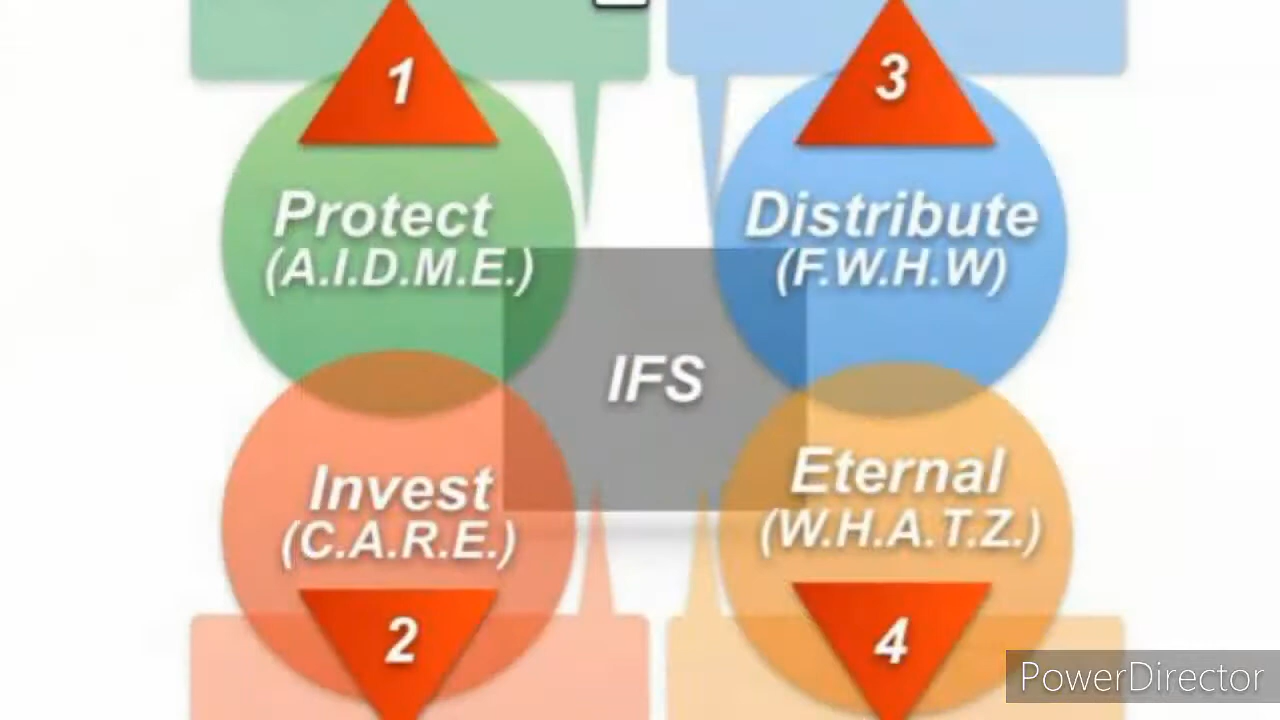 1
Protect
(A.I.D.M.E.)
3
Distribute
(F.W.H.W)
IFS
Invest
(C.A.R.E.)
2
Eternal
(W.H.A.T.Z.)
4
PowerDirector